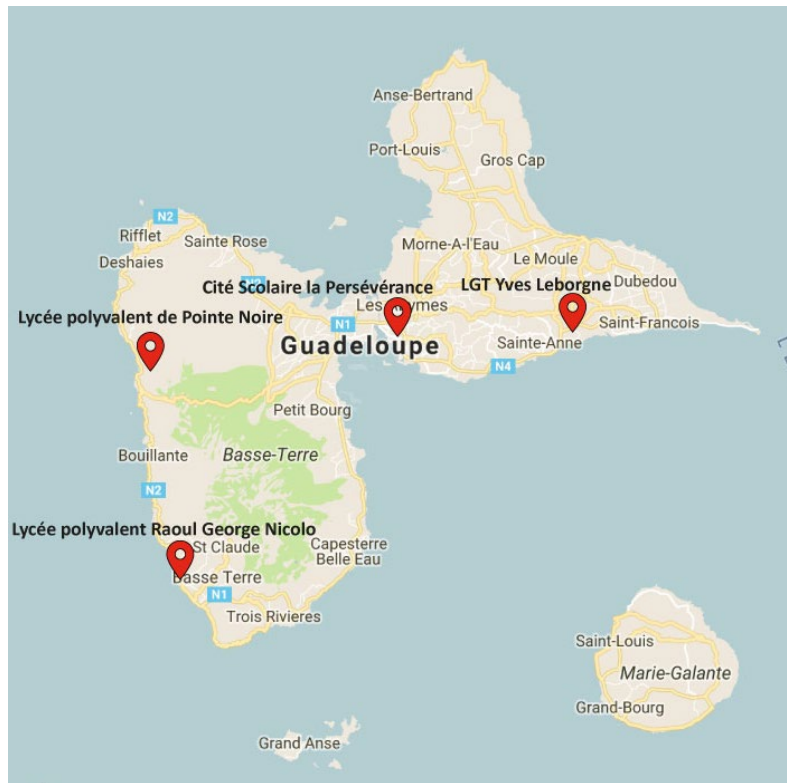 Anse-Bertrand
Port-Louis
Gros Cap
N2
Rifflet
Sainte Rose
Morne-A-l'Eau
Deshaies
Le Moule
Dubedou
Cité Scolaire la Persévérance
LGT Yves Leborgne
Lycée polyvalent de Pointe Noire
N1
Saint-Francois
Guadeloupe
Sainte-Anne
N4
Petit Bourg
Bouillante
Basse-Terre
N2
Lycée polyvalent Raoul George Nicolo
St Claude
Capesterre
Belle Eau
Basse Terre
N1
Trois Rivieres
Saint-Louis
Marie-Galante
Grand-Bourg
Grand Anse